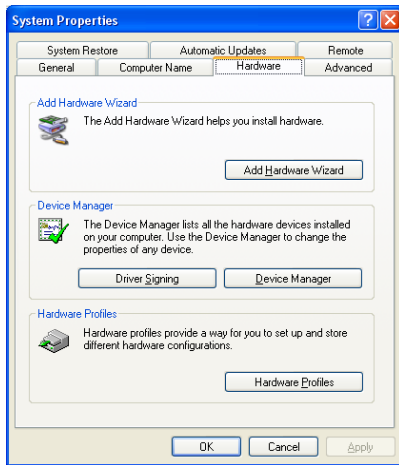 System Properties
System Restore
Automatic Updates
Remote
General
Computer Name
Hardware
Advanced
Add Hardware Wizard
The Add Hardware Wizard helps you install hardware.
Add Hardware Wizard
Device Manager
The Device Manager lists all the hardware devices installed
on your computer. Use the Device Manager to change the
properties of any device.
Driver Signing
Device Manager
Hardware Profiles
Hardware profiles provide a way for you to set up and store
different hardware configurations.
Hardware Profiles
OK
Cancel
Apply